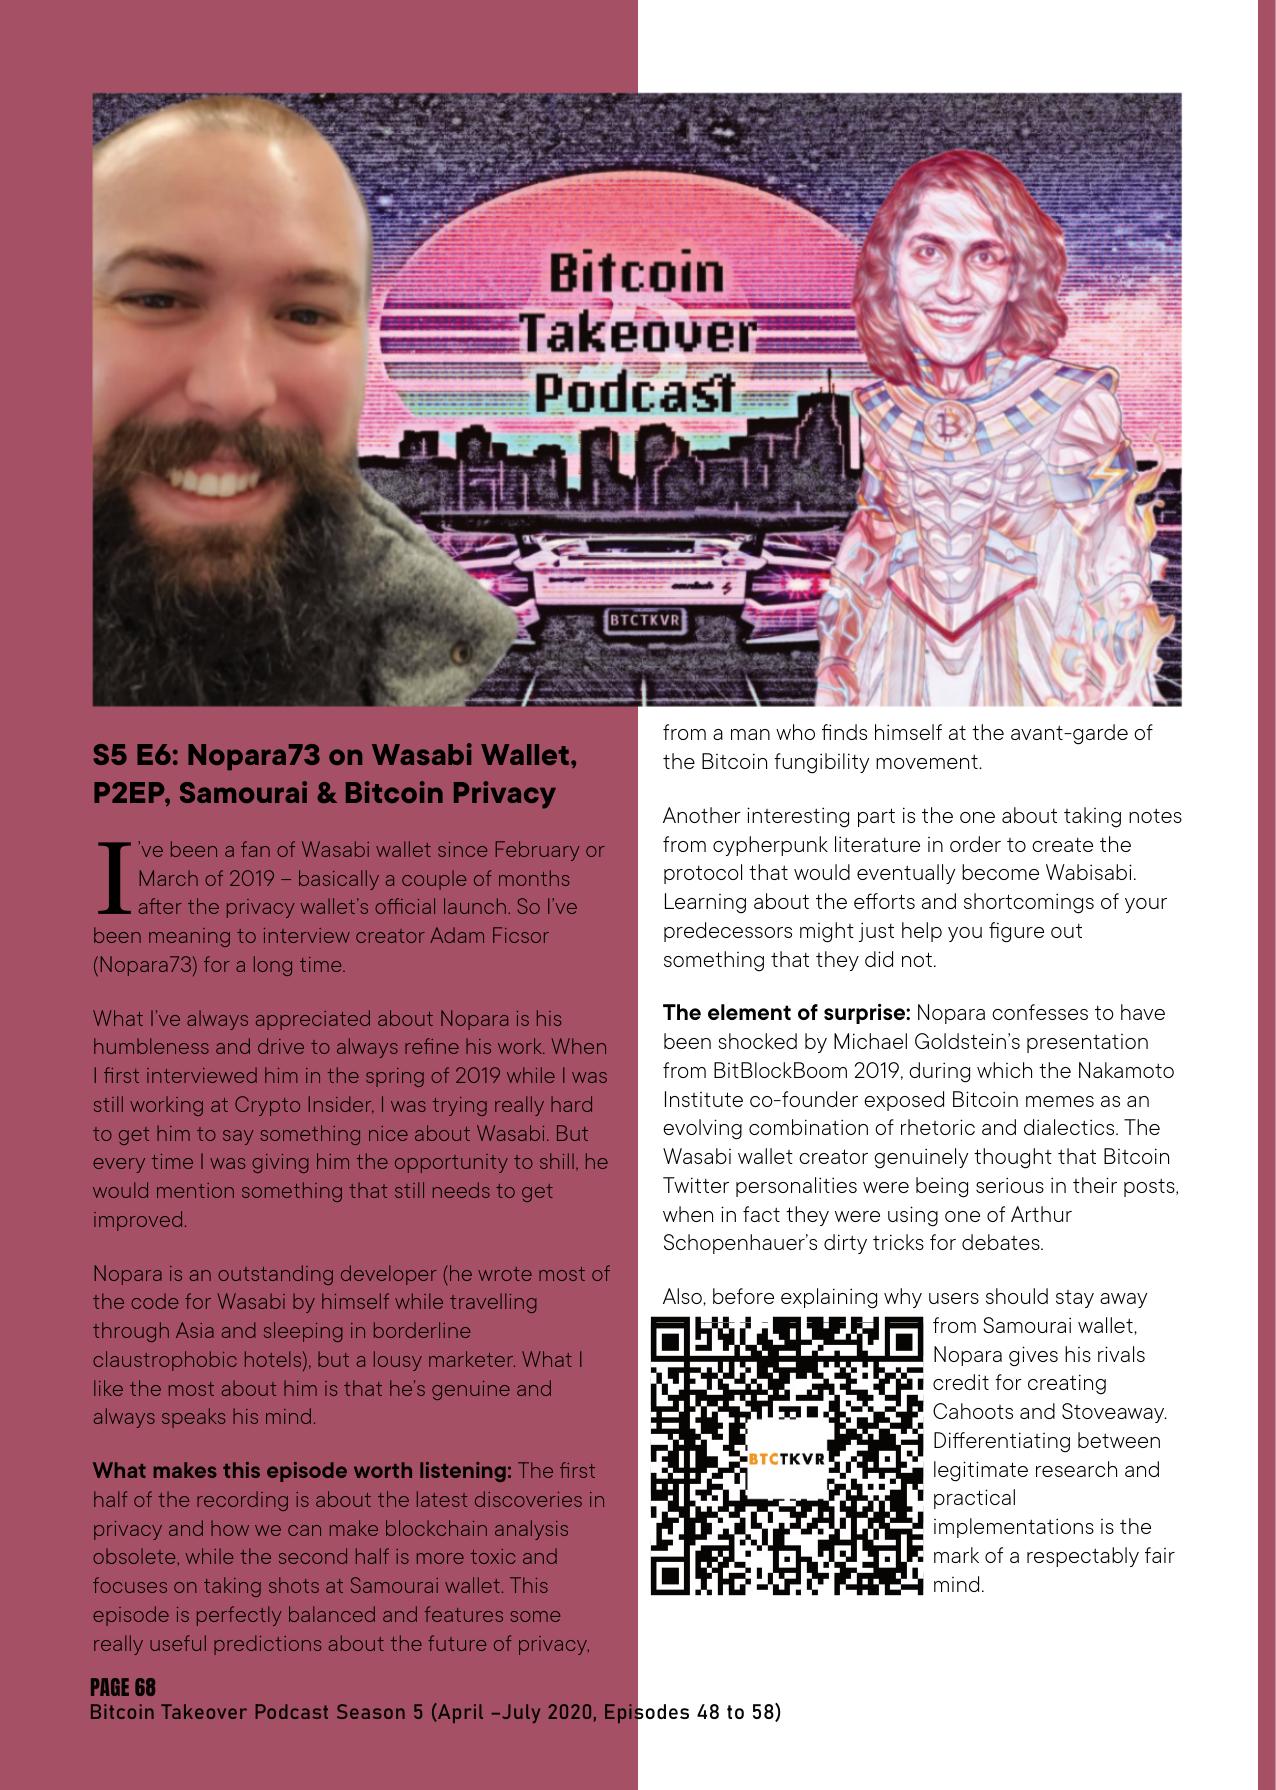 Bitcoin
Takeover
Podcast
BTCTKVR
S5 E6: Nopara73 on Wasabi Wallet,
P2EP, Samourai & Bitcoin Privacy
I've been a fan of Wasabi wallet since February or
March of 2019 – basically a couple of months
after the privacy wallet's official launch. So I've
been meaning to interview creator Adam Ficsor
(Nopara73) for a long time.
What I've always appreciated about Nopara is his
humbleness and drive to always refine his work. When
I first interviewed him in the spring of 2019 while I was
still working at Crypto Insider, I was trying really hard
to get him to say something nice about Wasabi. But
every time I was giving him the opportunity to shill, he
would mention something that still needs to get
improved.
Nopara is an outstanding developer (he wrote most of
the code for Wasabi by himself while travelling
through Asia and sleeping in borderline
claustrophobic hotels), but a lousy marketer. What I
like the most about him is that he's genuine and
always speaks his mind.
What makes this episode worth listening: The first
half of the recording is about the latest discoveries in
privacy and how we can make blockchain analysis
obsolete, while the second half is more toxic and
focuses on taking shots at Samourai wallet. This
episode is perfectly balanced and features some
really useful predictions about the future of privacy,
from a man who finds himself at the avant-garde of
the Bitcoin fungibility movement.
Another interesting part is the one about taking notes
from cypherpunk literature in order to create the
protocol that would eventually become Wabisabi.
Learning about the efforts and shortcomings of your
predecessors might just help you figure out
something that they did not.
The element of surprise: Nopara confesses to have
been shocked by Michael Goldstein's presentation
from BitBlockBoom 2019, during which the Nakamoto
Institute co-founder exposed Bitcoin memes as an
evolving combination of rhetoric and dialectics. The
Wasabi wallet creator genuinely thought that Bitcoin
Twitter personalities were being serious in their posts,
when in fact they were using one of Arthur
Schopenhauer's dirty tricks for debates.
Also, before explaining why users should stay away
from Samourai wallet,
Nopara gives his rivals
credit for creating
Cahoots and Stoveaway.
Differentiating between
legitimate research and
practical
implementations is the
mark of a respectably fair
mind.
BTCTKVR
PAGE 68
Bitcoin Takeover Podcast Season 5 (April –July 2020, Episodes 48 to 58)